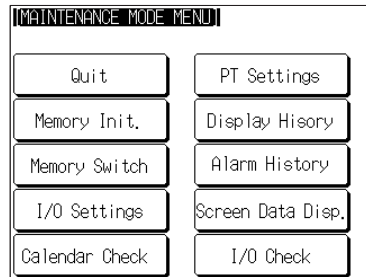 [MAINTENANCE MODE MENU]
Quit
PT Settings
Memory Init.
Display Hisory
Memory Switch
Alarm History
I/O Settings
Screen Data Disp.
Calendar Check
I/O Check